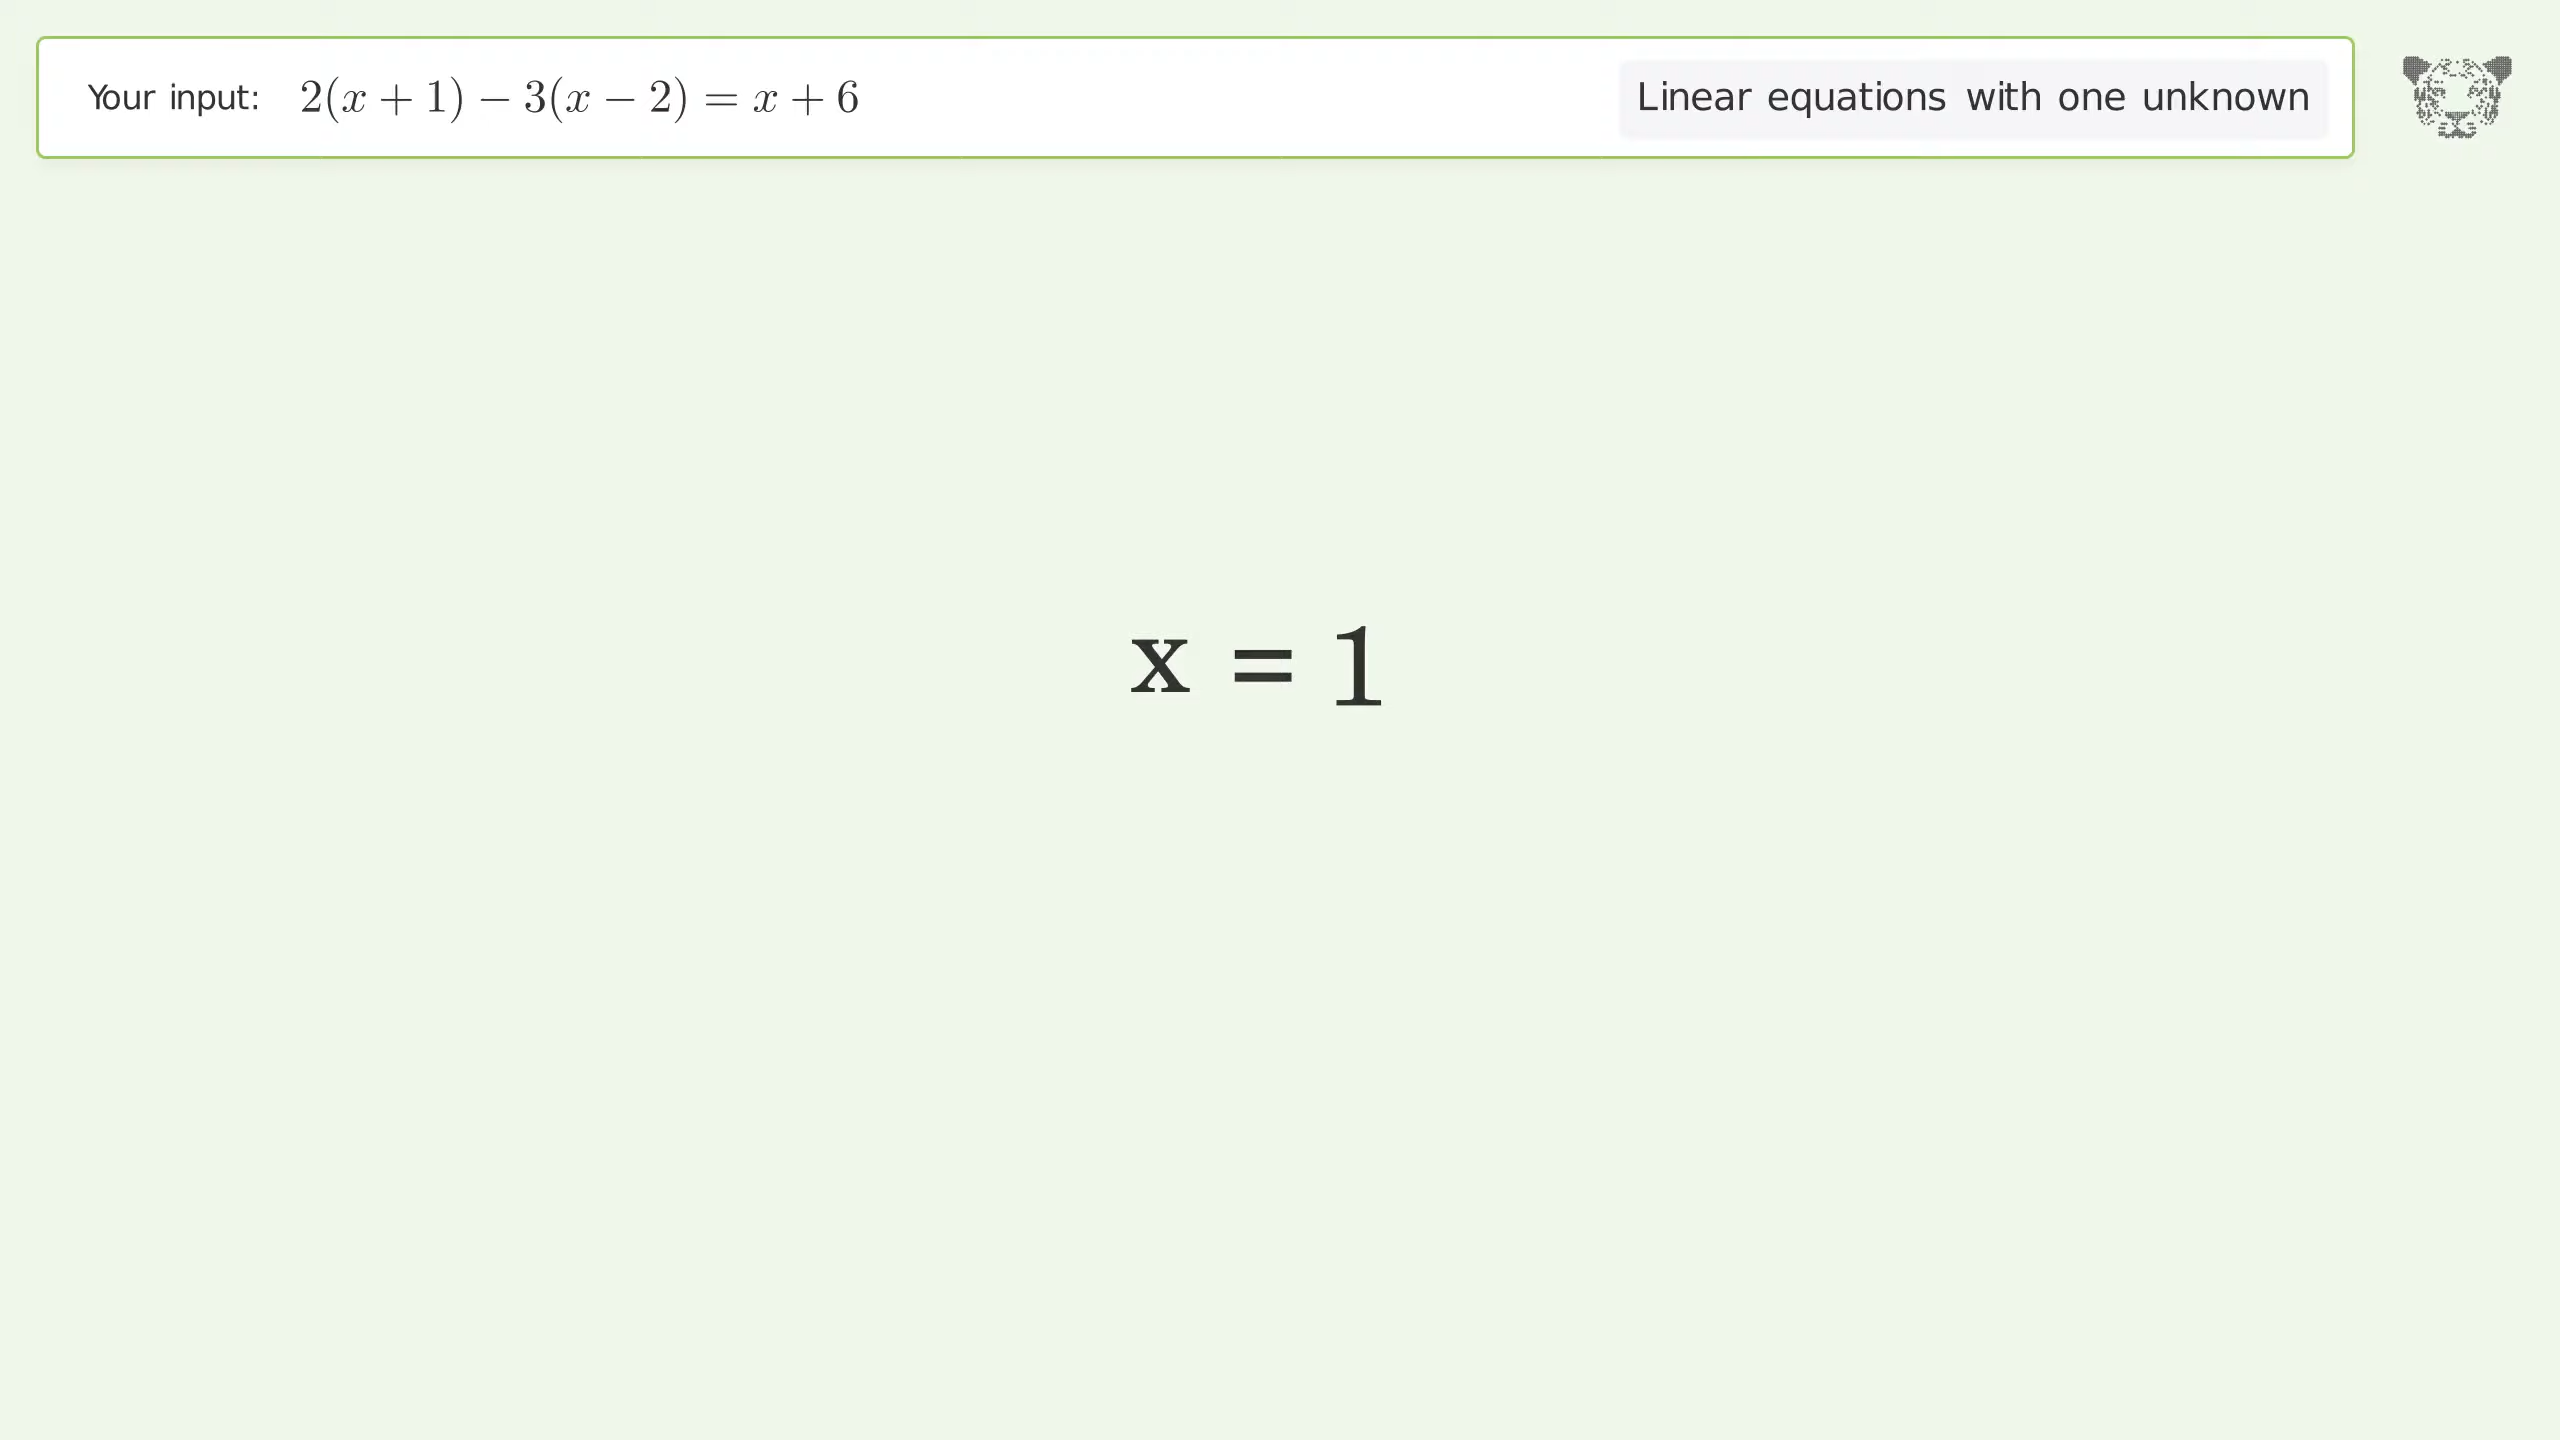 Your input: 2(x + 1) − 3(x − 2) = x + 6
Linear equations with one unknown
x = 1